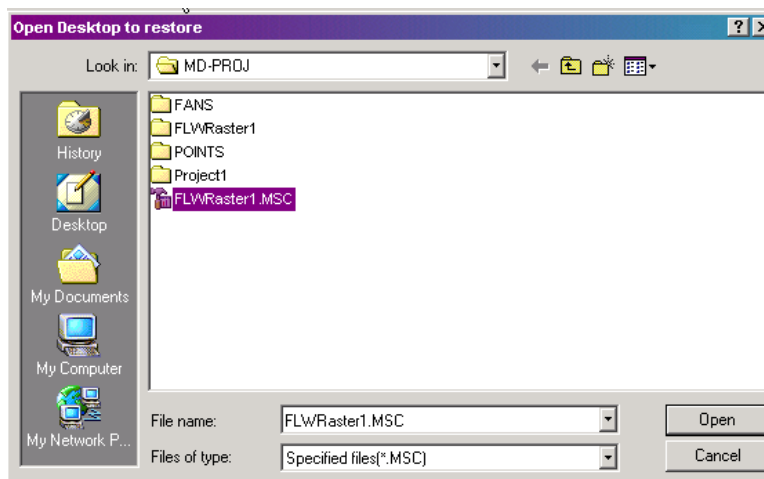 Open Desktop to restore
Look in: MD-PROJ
FANS
FLWRaster1
POINTS
Project1
FLWRaster1.MSC
History
Desktop
My Documents
My Computer
My Network P...
File name: FLWRaster1.MSC Open
Files of type: Specified files(*.MSC) Cancel